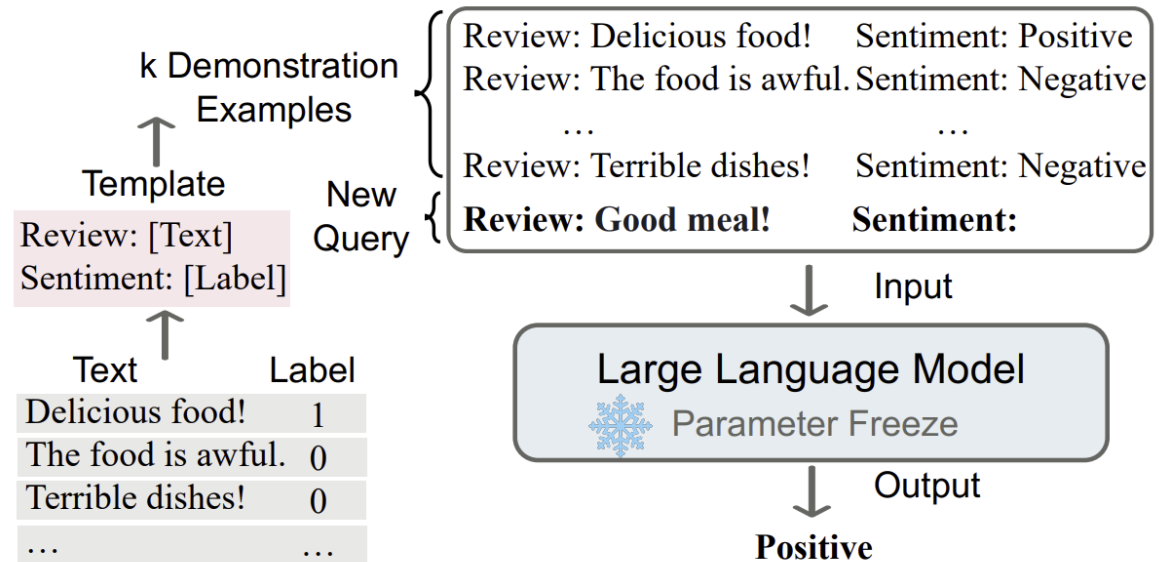 k Demonstration
Examples
Template
Review: [Text]
Sentiment: [Label]
Text Label
Delicious food! 1
The food is awful. 0
Terrible dishes! 0
… …
Review: Delicious food! Sentiment: Positive
Review: The food is awful. Sentiment: Negative
… …
Review: Terrible dishes! Sentiment: Negative
New
Query
Review: Good meal! Sentiment:
Input
Large Language Model
Parameter Freeze
Output
Positive